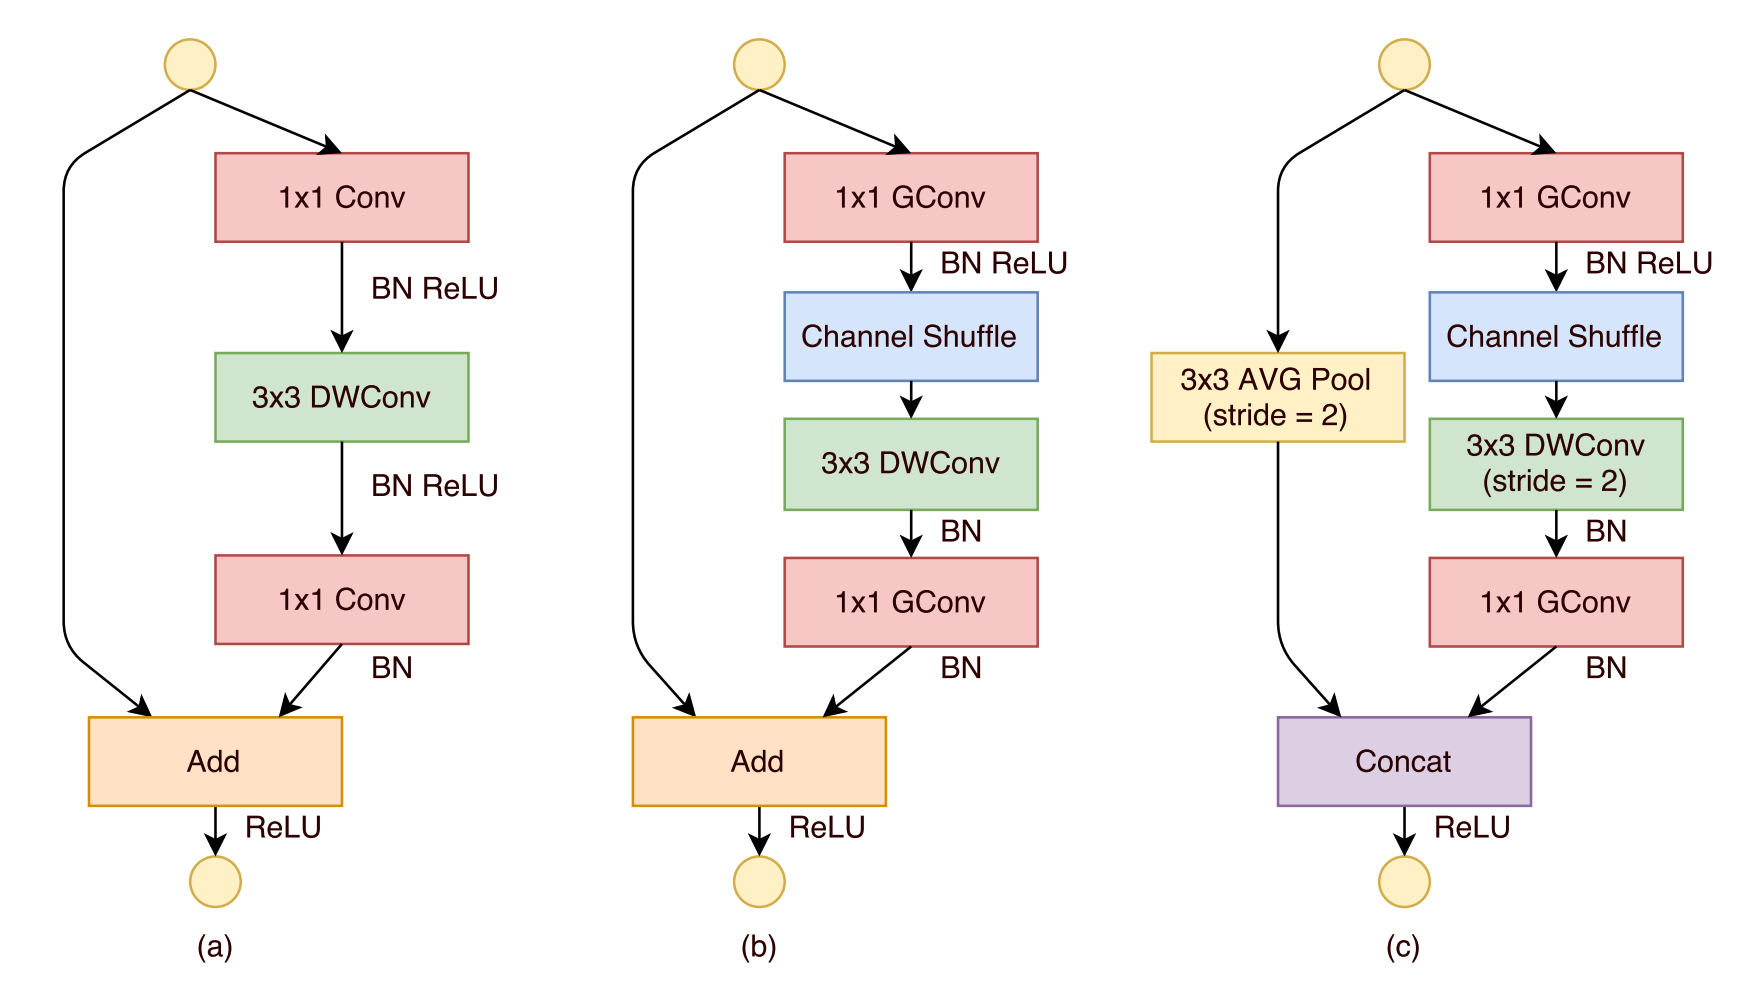 1x1 Conv
BN ReLU
3x3 DWConv
BN ReLU
1x1 Conv
BN
Add
ReLU
(a)
1x1 GConv
BN ReLU
Channel Shuffle
3x3 DWConv
BN
1x1 GConv
BN
Add
ReLU
(b)
3x3 AVG Pool
(stride = 2)
1x1 GConv
BN ReLU
Channel Shuffle
3x3 DWConv
(stride = 2)
BN
1x1 GConv
BN
Concat
ReLU
(c)